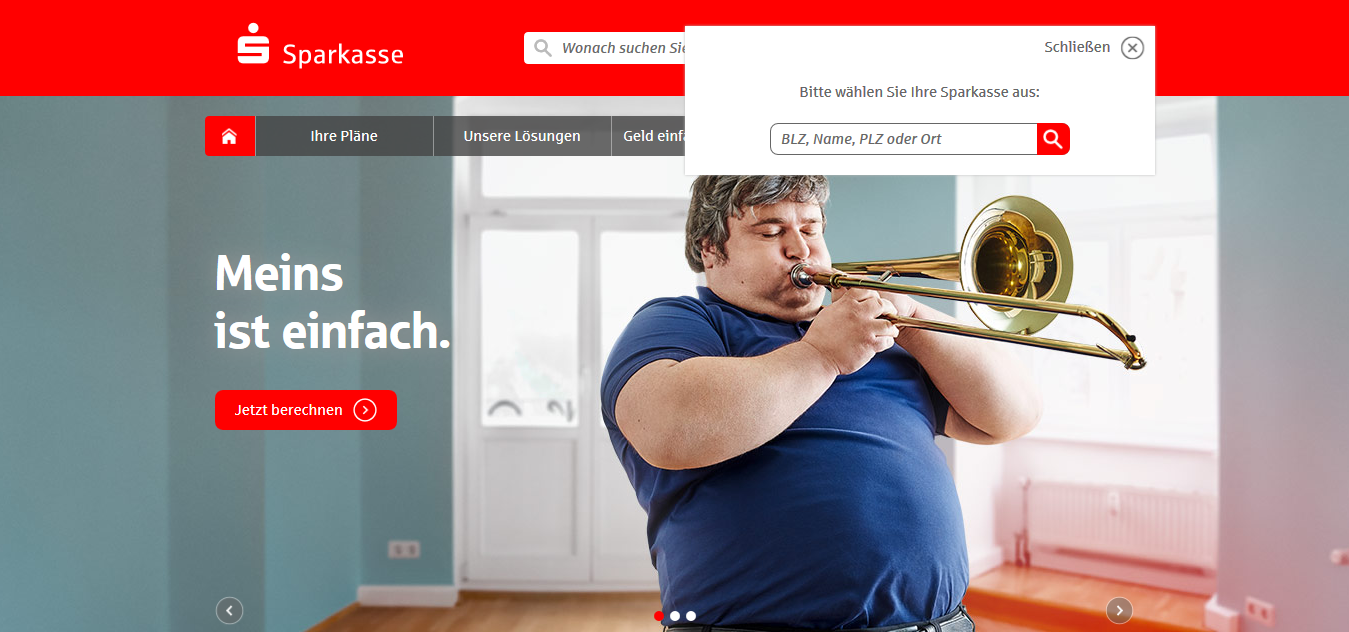 Sparkasse
Wonach suchen Sie
Schließen
Bitte wählen Sie Ihre Sparkasse aus:
BLZ, Name, PLZ oder Ort
Ihre Pläne
Unsere Lösungen
Geld einfa
Meins
ist einfach.
Jetzt berechnen